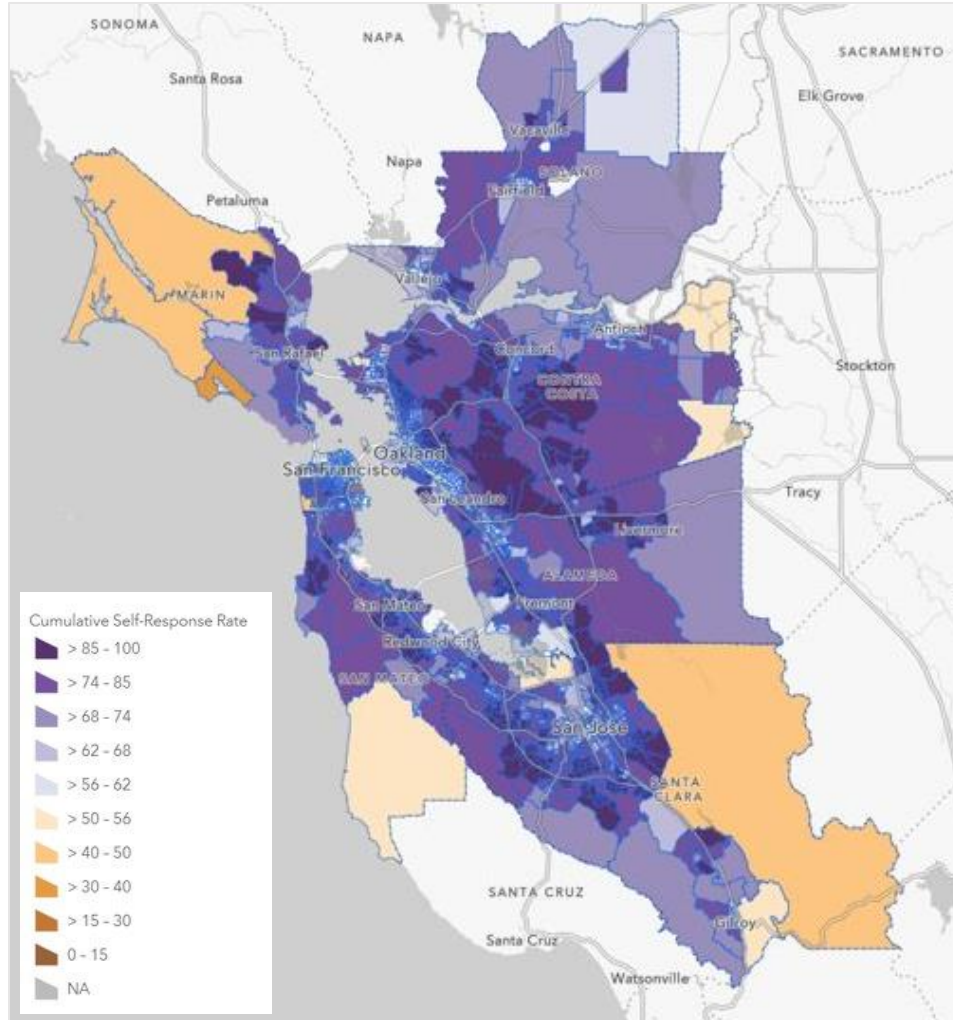 SONOMA
NAPA
SACRAMENTO
Santa Rosa
Elk Grove
Vacaville
Napa
SOLANO
Fairfield
Petaluma
Vallejo
MARIN
Antioch
San Rafael
Concord
CONTRA
COSTA
Stockton
Oakland
San Francisco
San Leandro
Tracy
Livermore
ALAMEDA
San Mateo
Fremont
Redwood City
SAN MATEO
San Jose
SANTA
CLARA
SANTA CRUZ
Gilroy
Santa Cruz
Watsonville
Cumulative Self-Response Rate
> 85 - 100
> 74 - 85
> 68 - 74
> 62 - 68
> 56 - 62
> 50 - 56
> 40 - 50
> 30 - 40
> 15 - 30
0 - 15
NA